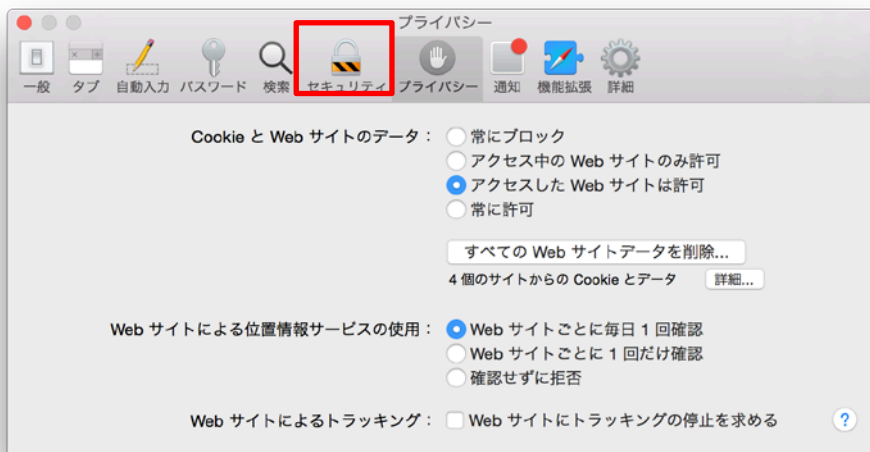 プライバシー
一般 タブ 自動入力 パスワード 検索 セキュリティ プライバシー 通知 機能拡張 詳細
Cookie と Web サイトのデータ： 常にブロック
アクセス中の Web サイトのみ許可
アクセスした Web サイトは許可
常に許可
すべての Web サイトデータを削除...
4 個のサイトからの Cookie とデータ 詳細...
Web サイトによる位置情報サービスの使用： Web サイトごとに毎日 1 回確認
Web サイトごとに 1 回だけ確認
確認せずに拒否
Web サイトによるトラッキング： Web サイトにトラッキングの停止を求める ?